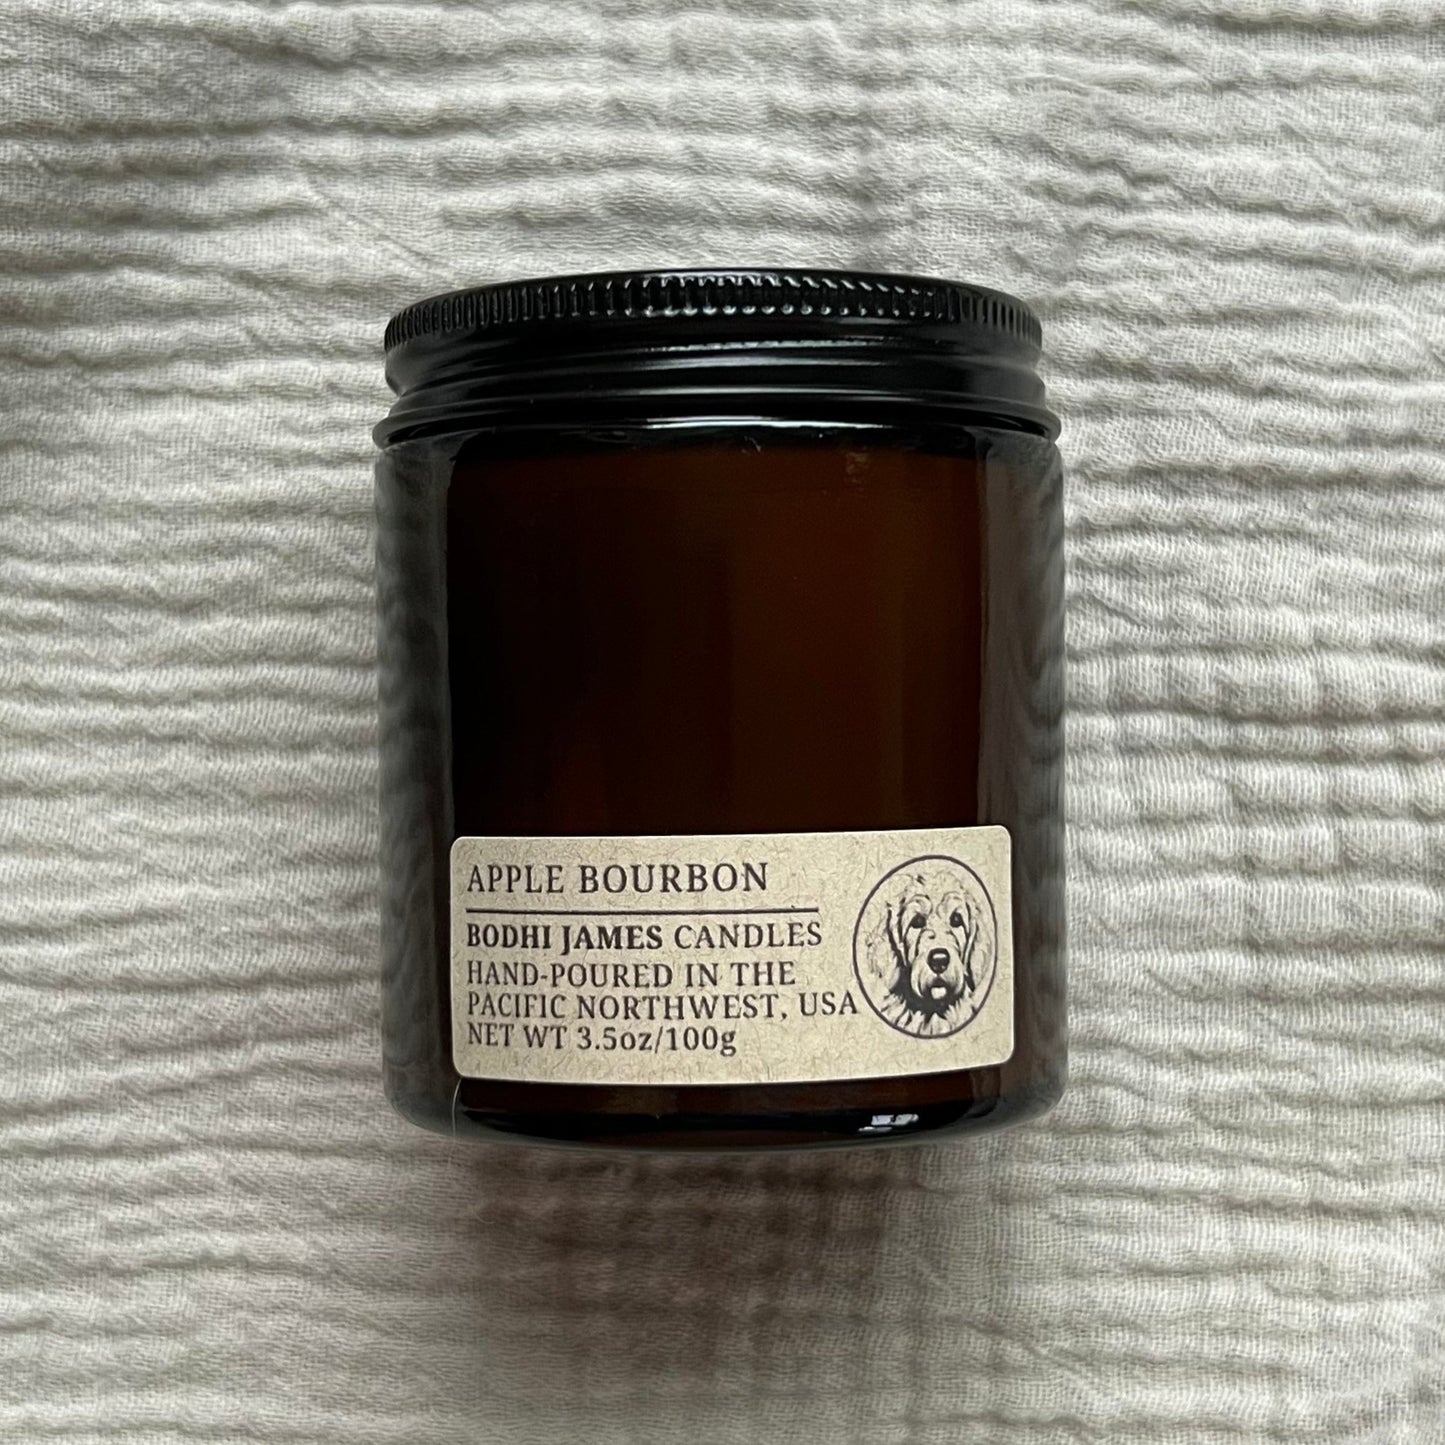 APPLE BOURBON
BODHI JAMES CANDLES
HAND-POURED IN THE
PACIFIC NORTHWEST, USA
NET WT 3.5oz/100g